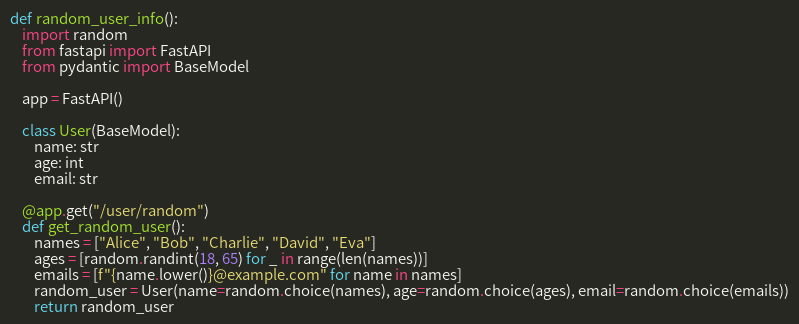 def random_user_info():
    import random
    from fastapi import FastAPI
    from pydantic import BaseModel

    app = FastAPI()

    class User(BaseModel):
        name: str
        age: int
        email: str

    @app.get("/user/random")
    def get_random_user():
        names = ["Alice", "Bob", "Charlie", "David", "Eva"]
        ages = [random.randint(18, 65) for _ in range(len(names))]
        emails = [f"{name.lower()}@example.com" for name in names]
        random_user = User(name=random.choice(names), age=random.choice(ages), email=random.choice(emails))
        return random_user